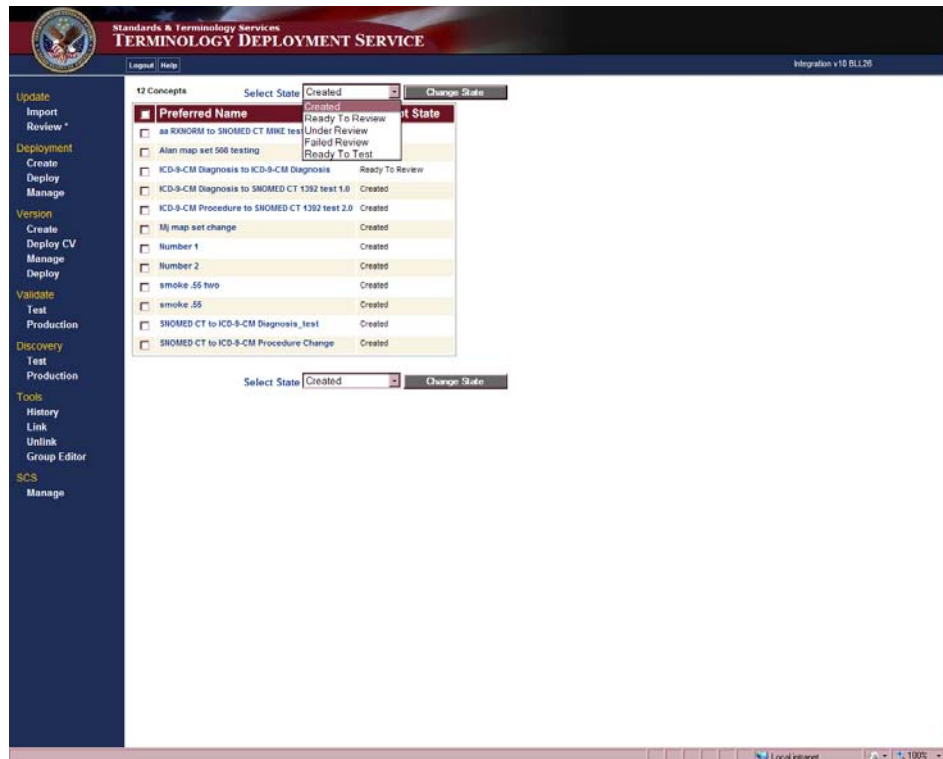 Standards & Terminology Services
TERMINOLOGY DEPLOYMENT SERVICE
Logout Help
Integration v10 BLL26
Update
Import
Review *
Deployment
Create
Deploy
Manage
Version
Create
Deploy CV
Manage
Deploy
Validate
Test
Production
Discovery
Test
Production
Tools
History
Link
Unlink
Group Editor
SCS
Manage
12 Concepts Select State Created Change State
Created
Ready To Review
Under Review
Failed Review
Ready To Test
Preferred Name pt State
aa RXNORM to SNOMED CT MIKE tes
Alan map set 508 testing
ICD-9-CM Diagnosis to ICD-9-CM Diagnosis Ready To Review
ICD-9-CM Diagnosis to SNOMED CT 1392 test 1.0 Created
ICD-9-CM Procedure to SNOMED CT 1392 test 2.0 Created
Mj map set change Created
Number 1 Created
Number 2 Created
smoke .55 two Created
smoke .55 Created
SNOMED CT to ICD-9-CM Diagnosis_test Created
SNOMED CT to ICD-9-CM Procedure Change Created
Select State Created Change State
Local intranet 100%